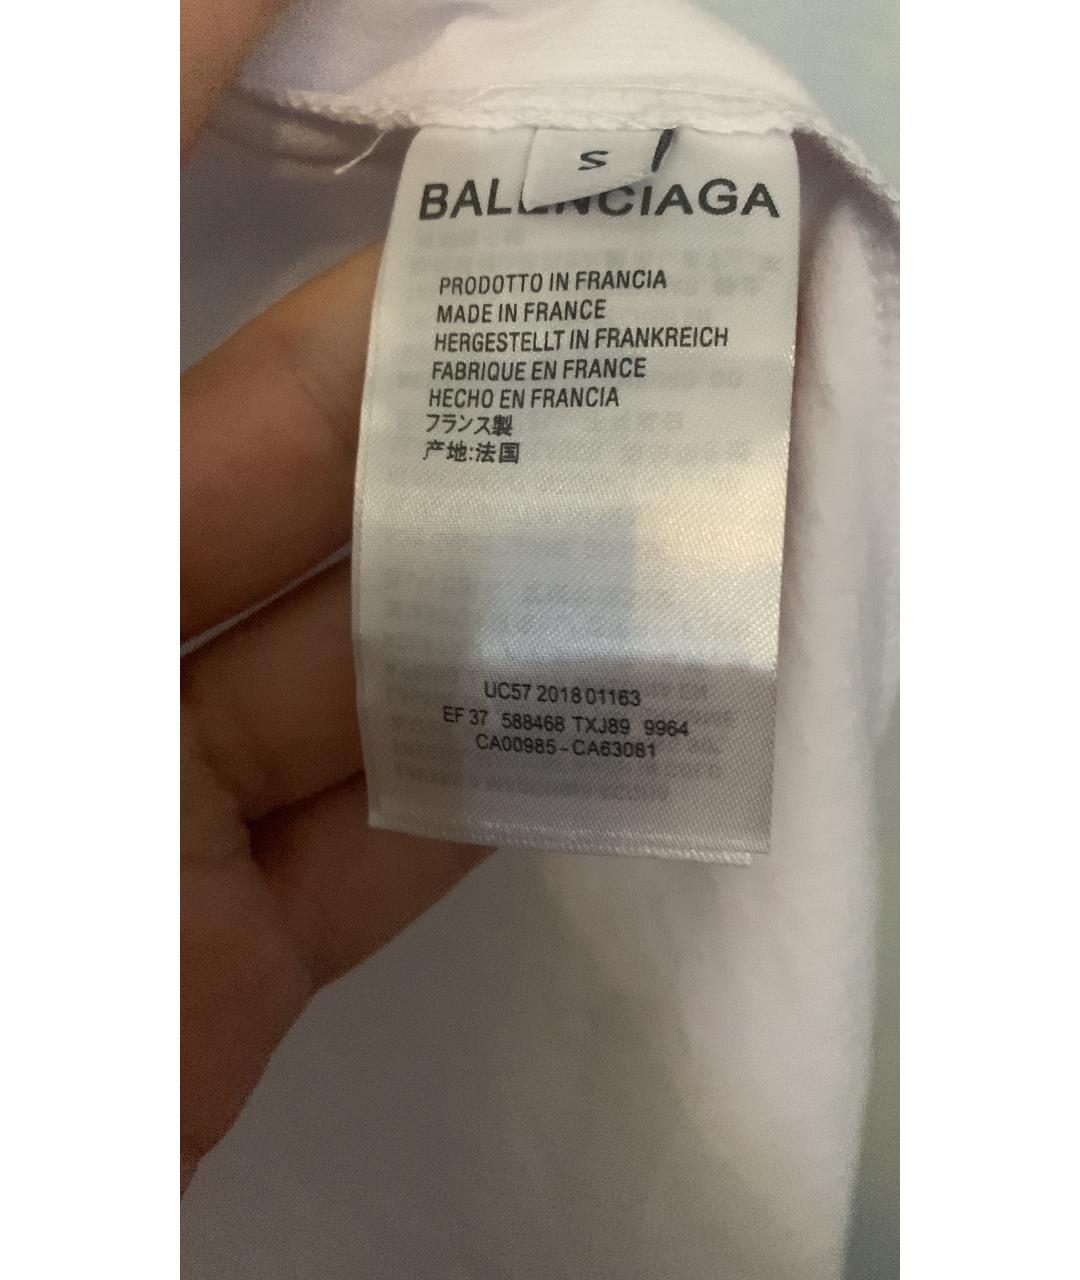 S
BALENCIAGA
PRODOTTO IN FRANCIA
MADE IN FRANCE
HERGESTELLT IN FRANKREICH
FABRIQUE EN FRANCE
HECHO EN FRANCIA
フランス製
产地:法国
UC57 2018 01163
EF 37 588468 TXJ89 9964
CA00985 - CA63081